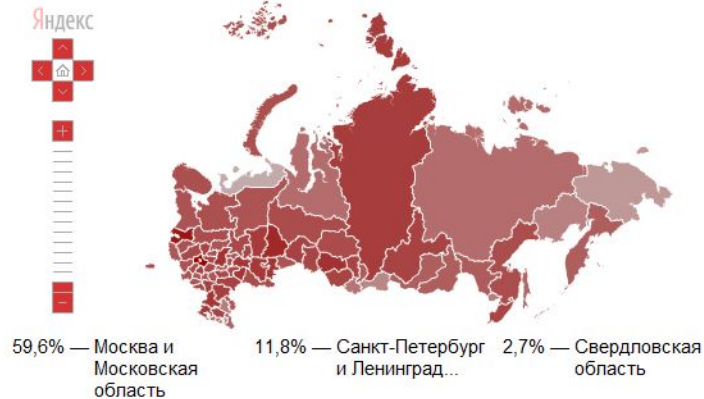 Яндекс
59,6% — Москва и
Московская
область
11,8% — Санкт-Петербург
и Ленинград...
2,7% — Свердловская
область